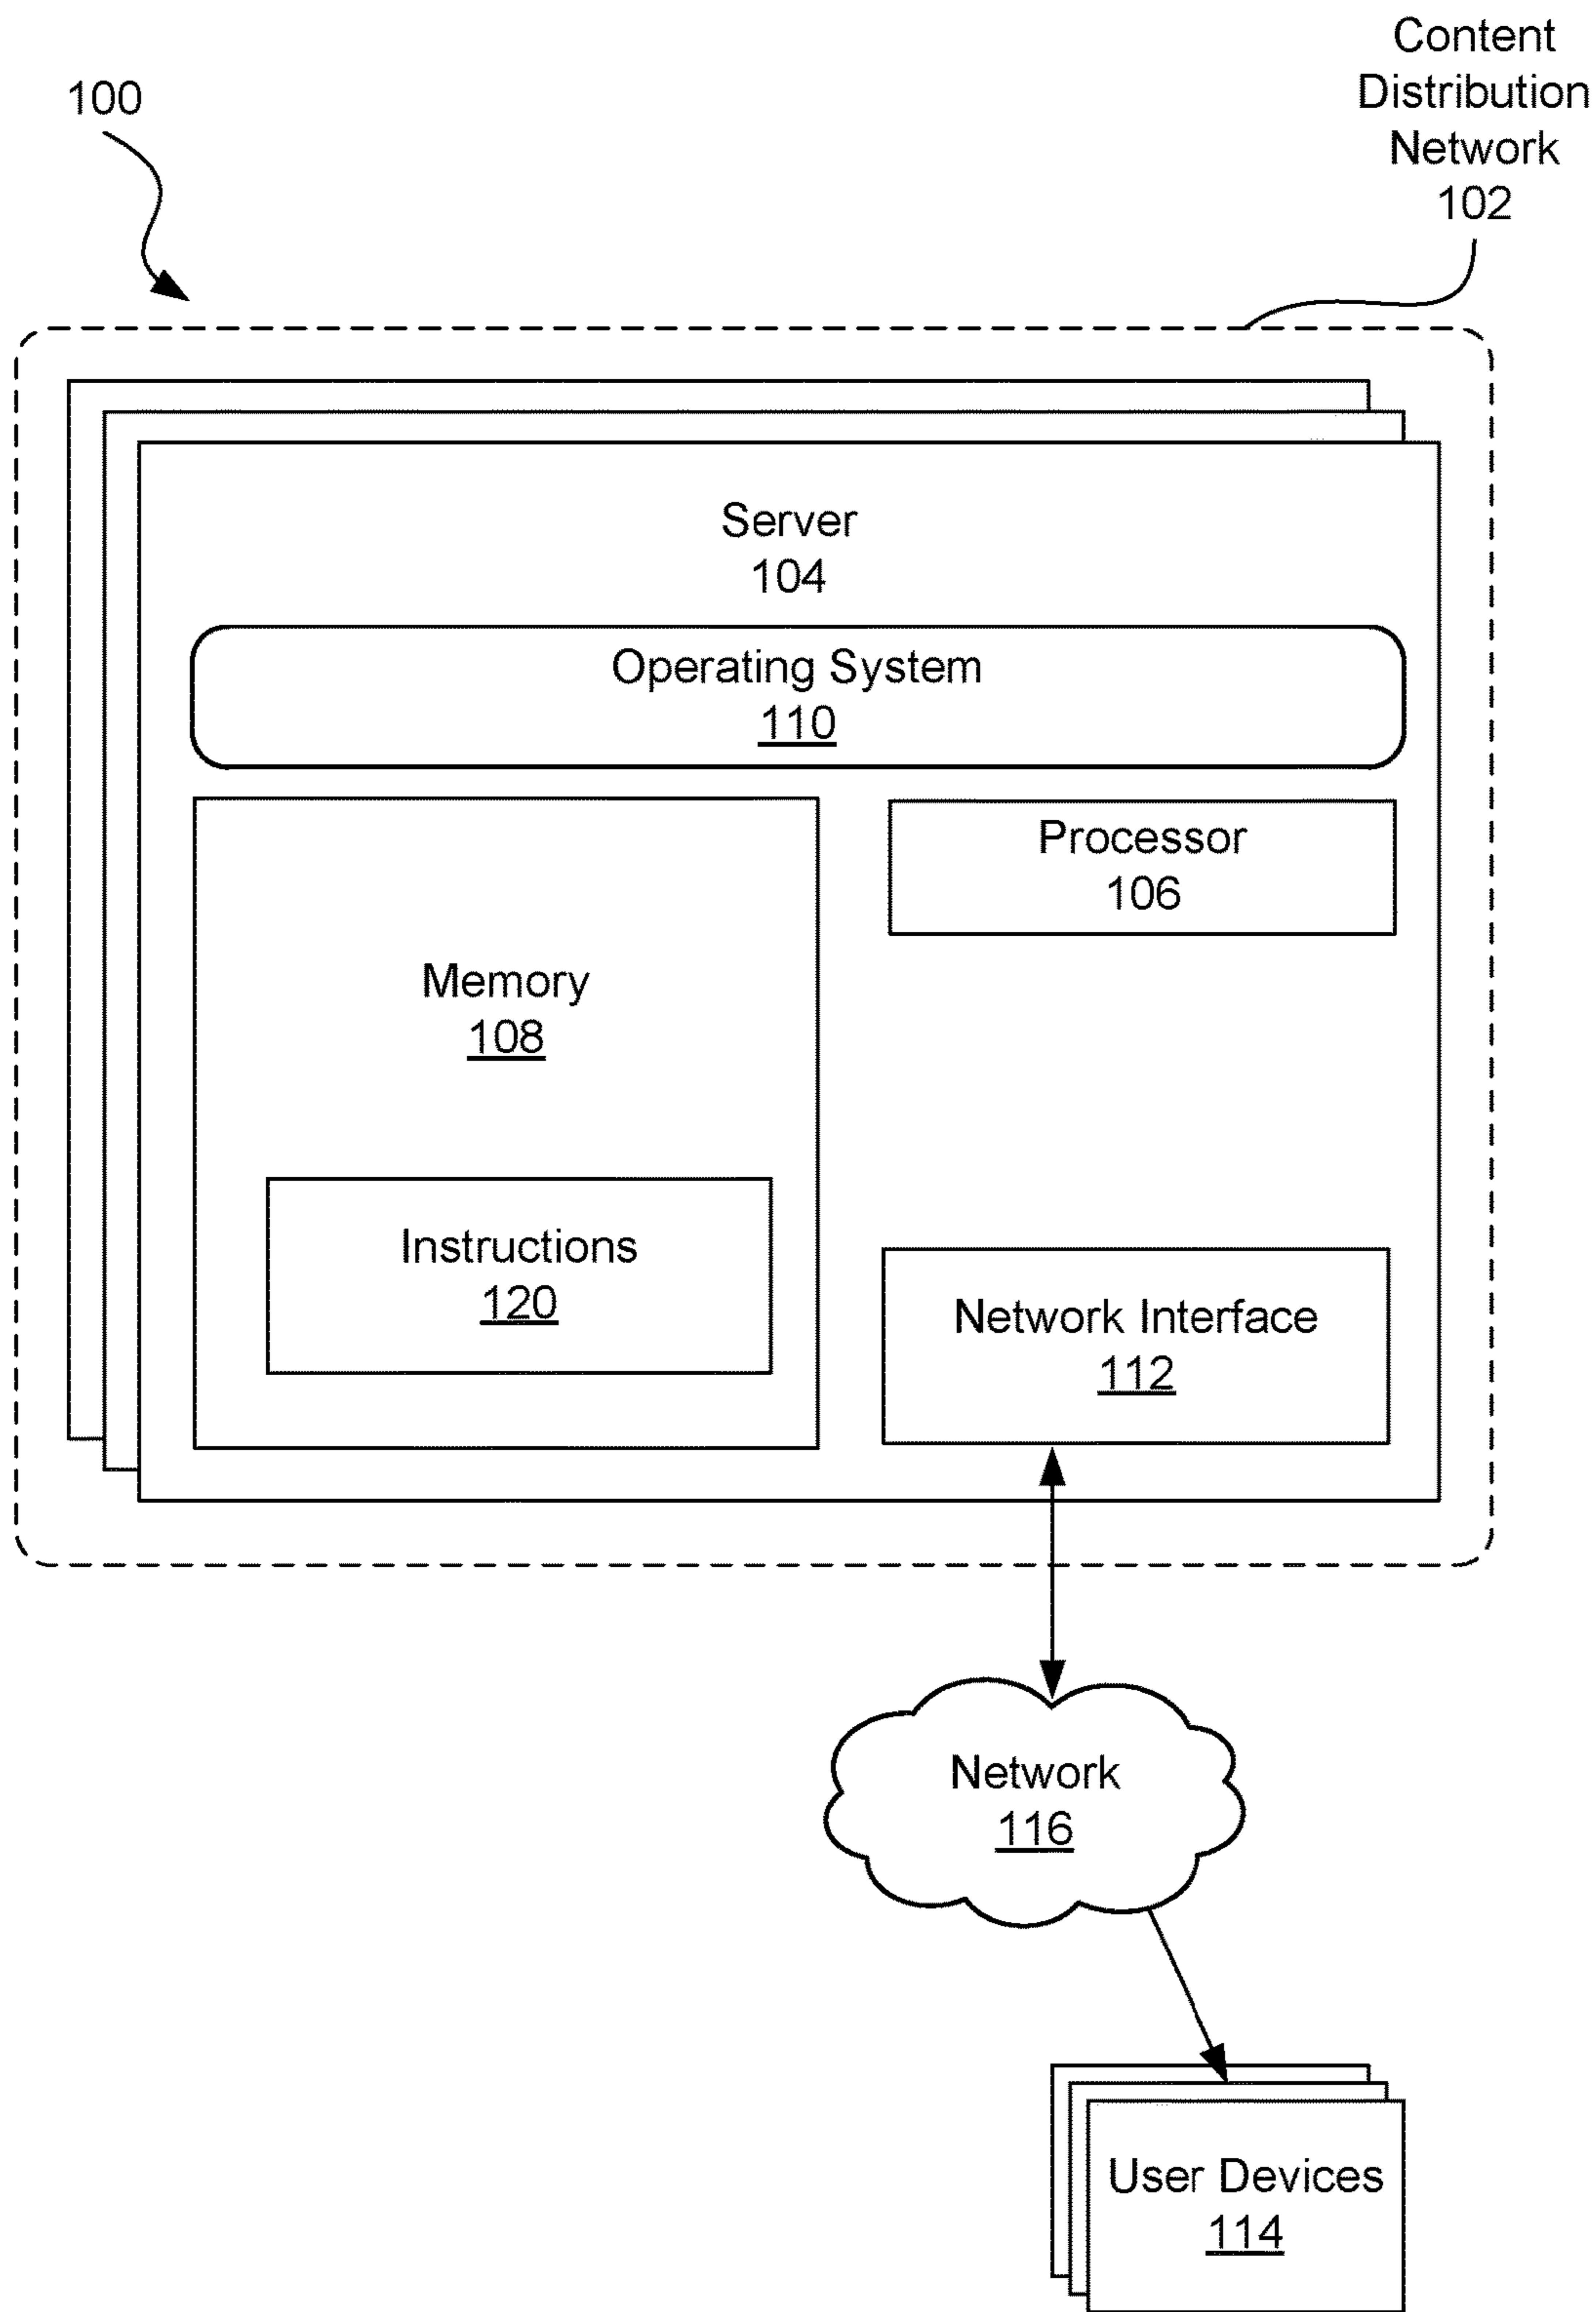 Content
Distribution
Network
102
100
Server
104
Operating System
110
Processor
106
Memory
108
Instructions
120
Network Interface
112
Network
116
User Devices
114